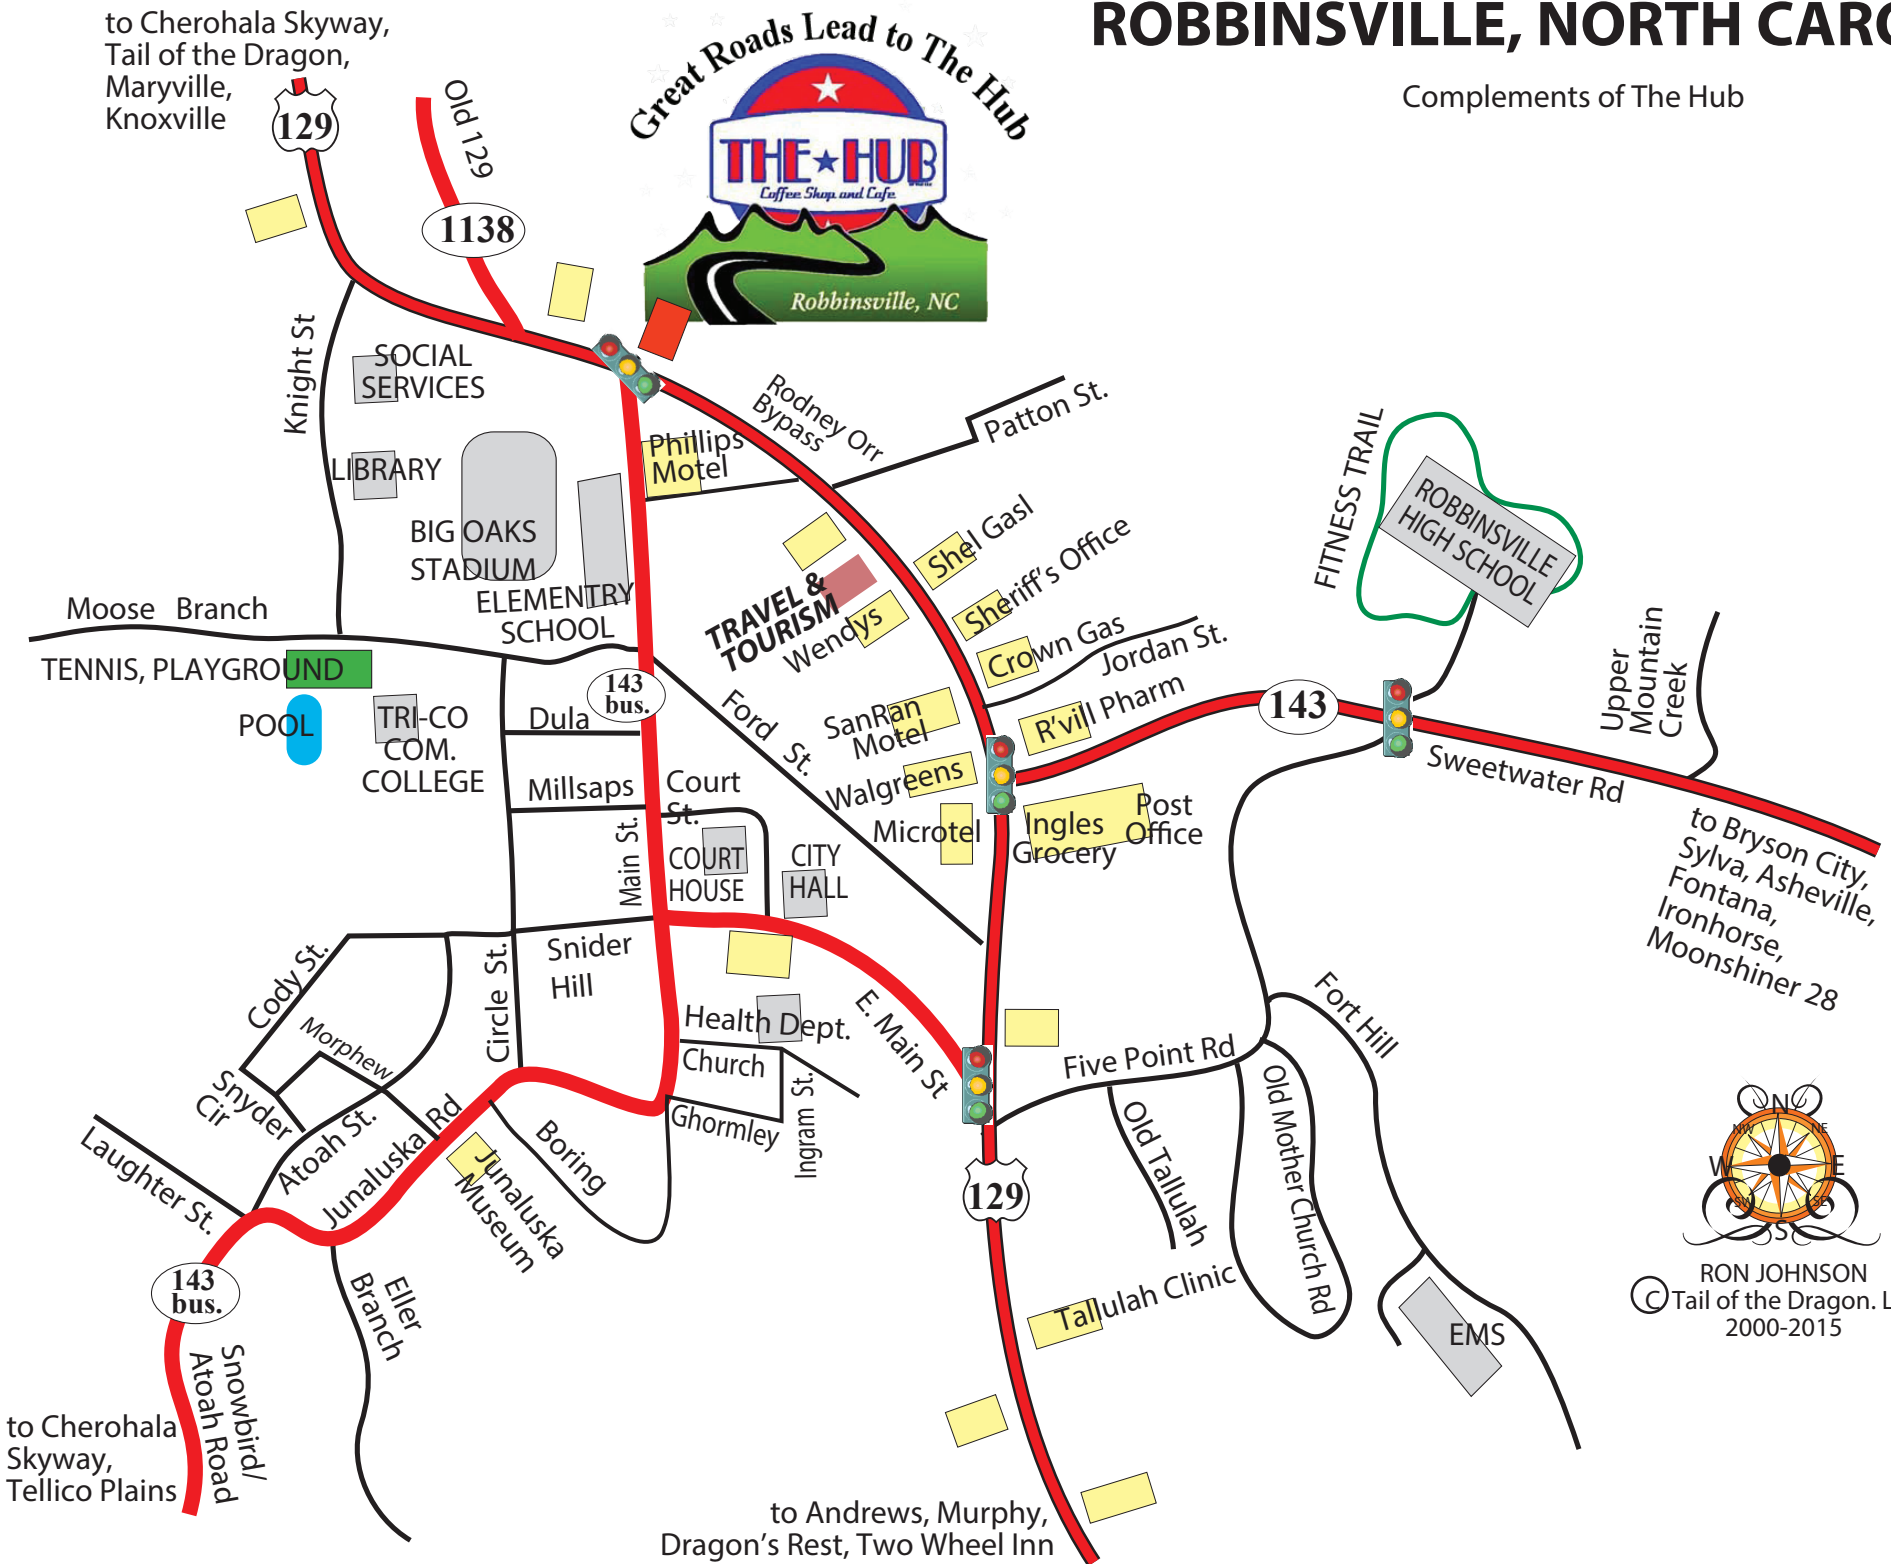 to Cherohala Skyway,
Tail of the Dragon,
Maryville,
Knoxville
129
Old 129
1138
Great Roads Lead to The Hub
THE HUB
Coffee Shop and Cafe
Robbinsville, NC
ROBBINSVILLE, NORTH CARO
Complements of The Hub
Knight St
SOCIAL
SERVICES
LIBRARY
BIG OAKS
STADIUM
ELEMENTRY
SCHOOL
Phillips
Motel
Rodney Orr
Bypass
Patton St.
Shel Gasl
Sheriff's Office
TRAVEL &
TOURISM
Wendys
Crown Gas
Jordan St.
FITNESS TRAIL
ROBBINSVILLE
HIGH SCHOOL
Upper
Mountain
Creek
Moose Branch
TENNIS, PLAYGROUND
POOL
TRI-CO
COM.
COLLEGE
143
bus.
Dula
Ford St.
SanRan
Motel
R'vill Pharm
143
Sweetwater Rd
Millsaps
Court
St.
Walgreens
Microtel
Ingles
Grocery
Post
Office
to Bryson City,
Sylva, Asheville,
Fontana,
Ironhorse,
Moonshiner 28
Main St.
COURT
HOUSE
CITY
HALL
Cody St.
Circle St.
Snider
Hill
Health Dept.
E. Main St
Fort Hill
Five Point Rd
Morphew
Snyder
Cir
Church
Ingram St.
Ghormley
Atoah St.
Junaluska Rd
Boring
Junaluska
Museum
Laughter St.
129
Old Tallulah
Old Mother Church Rd
Tallulah Clinic
EMS
N
NE
E
SE
S
SW
W
NW
RON JOHNSON
C Tail of the Dragon. L
2000-2015
143
bus.
Eller
Branch
Snowbird/
Atoah Road
to Cherohala
Skyway,
Tellico Plains
to Andrews, Murphy,
Dragon's Rest, Two Wheel Inn